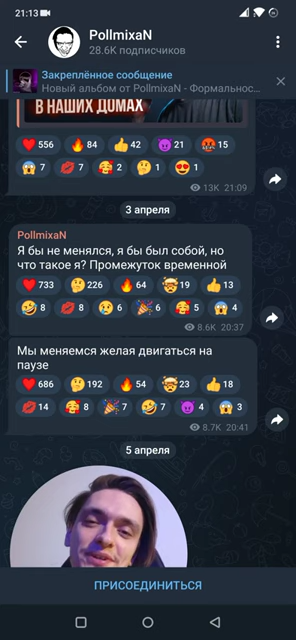 21:13
PollmixaN
28.6K подписчиков
Закреплённое сообщение
Новый альбом от PollmixaN - Формальнос...
В НАШИХ ДОМАХ
556 84 42 21 15
7 7 2 1 1
13K 21:09
3 апреля
PollmixaN
Я бы не менялся, я бы был собой, но
что такое я? Промежуток временной
733 226 64 19 13
8 8 6 6 5 4
8.6K 20:37
Мы меняемся желая двигаться на
паузе
686 192 54 23 18
14 8 7 7 4 3
8.7K 20:41
5 апреля
ПРИСОЕДИНИТЬСЯ